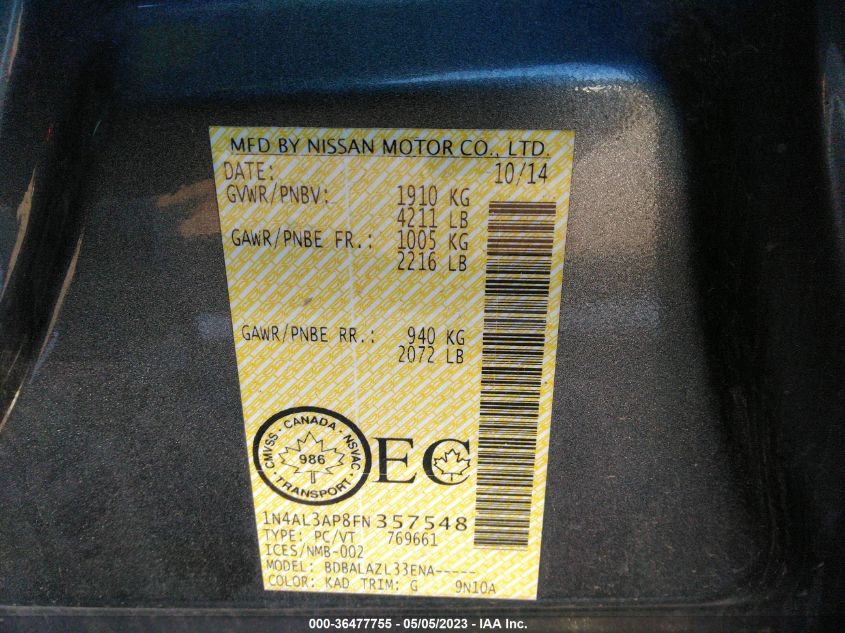 MFD BY NISSAN MOTOR CO., LTD.
DATE: 10/14
GVWR/PNBV: 1910 KG
4211 LB
GAWR/PNBE FR.: 1005 KG
2216 LB
GAWR/PNBE RR.: 940 KG
2072 LB
CMVSS - CANADA - NSVAC
986
TRANSPORT
EC
1N4AL3AP8FN357548
TYPE: PC/VT 769661
ICES/NMB-002
MODEL: BDBALAZL33ENA-----
COLOR: KAD TRIM: G 9N10A
000-36477755 - 05/05/2023 - IAA Inc.